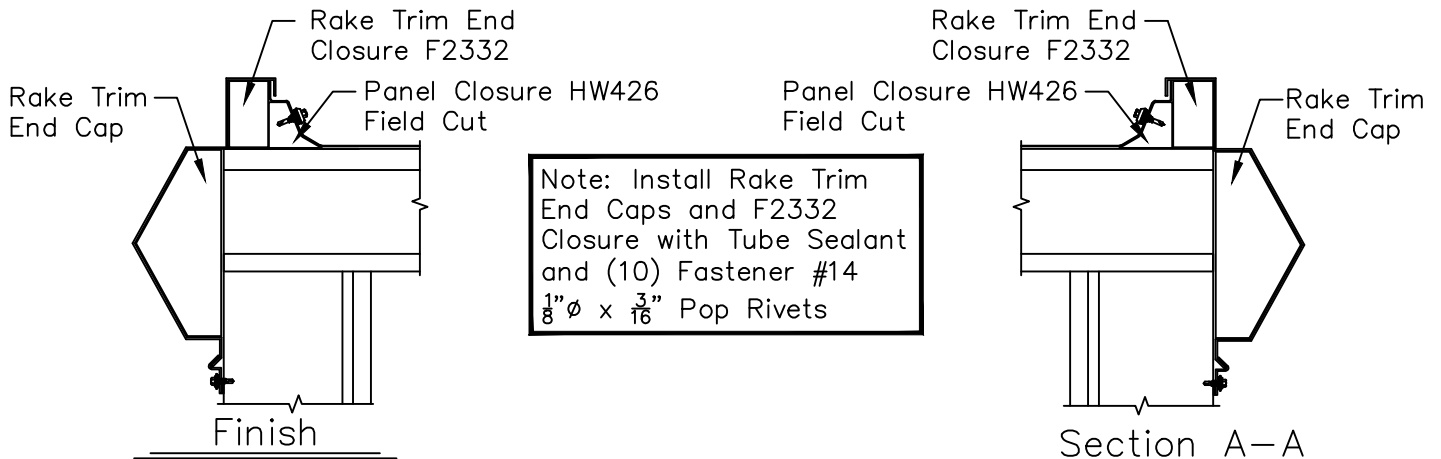 Rake Trim End
Closure F2332
Panel Closure HW426
Field Cut
Rake Trim
End Cap
Finish
Note: Install Rake Trim
End Caps and F2332
Closure with Tube Sealant
and (10) Fastener #14
1/8"ø x 3/16" Pop Rivets
Rake Trim End
Closure F2332
Panel Closure HW426
Field Cut
Rake Trim
End Cap
Section A-A